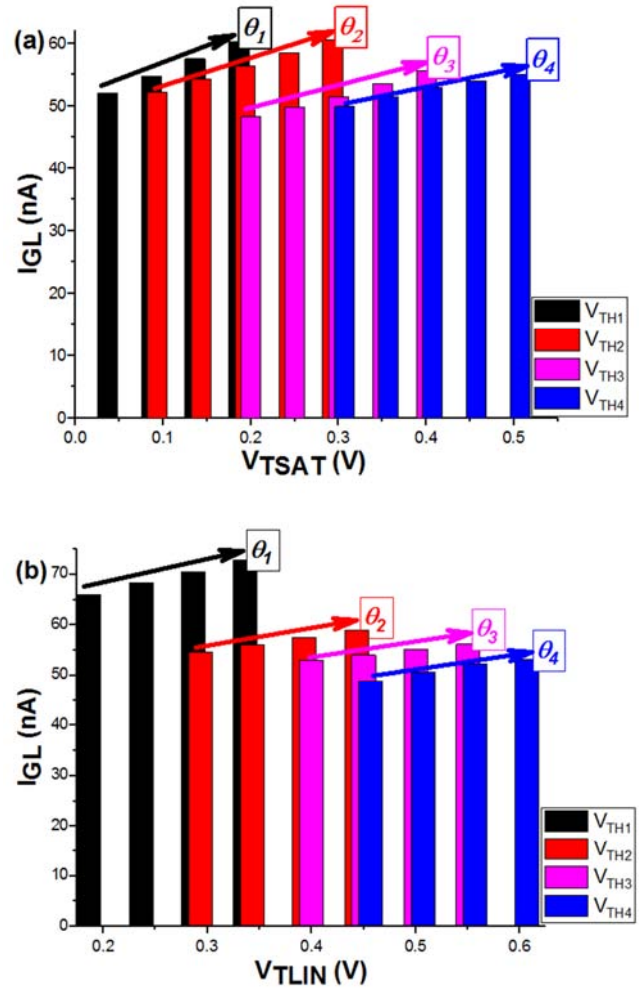 (a)
θ1
θ2
θ3
θ4
60
50
40
30
20
10
0
IGL (nA)
0.0 0.1 0.2 0.3 0.4 0.5
VTSAT (V)
VTH1
VTH2
VTH3
VTH4
(b)
θ1
θ2
θ3
θ4
70
60
50
40
30
20
10
0
IGL (nA)
0.2 0.3 0.4 0.5 0.6
VTLIN (V)
VTH1
VTH2
VTH3
VTH4